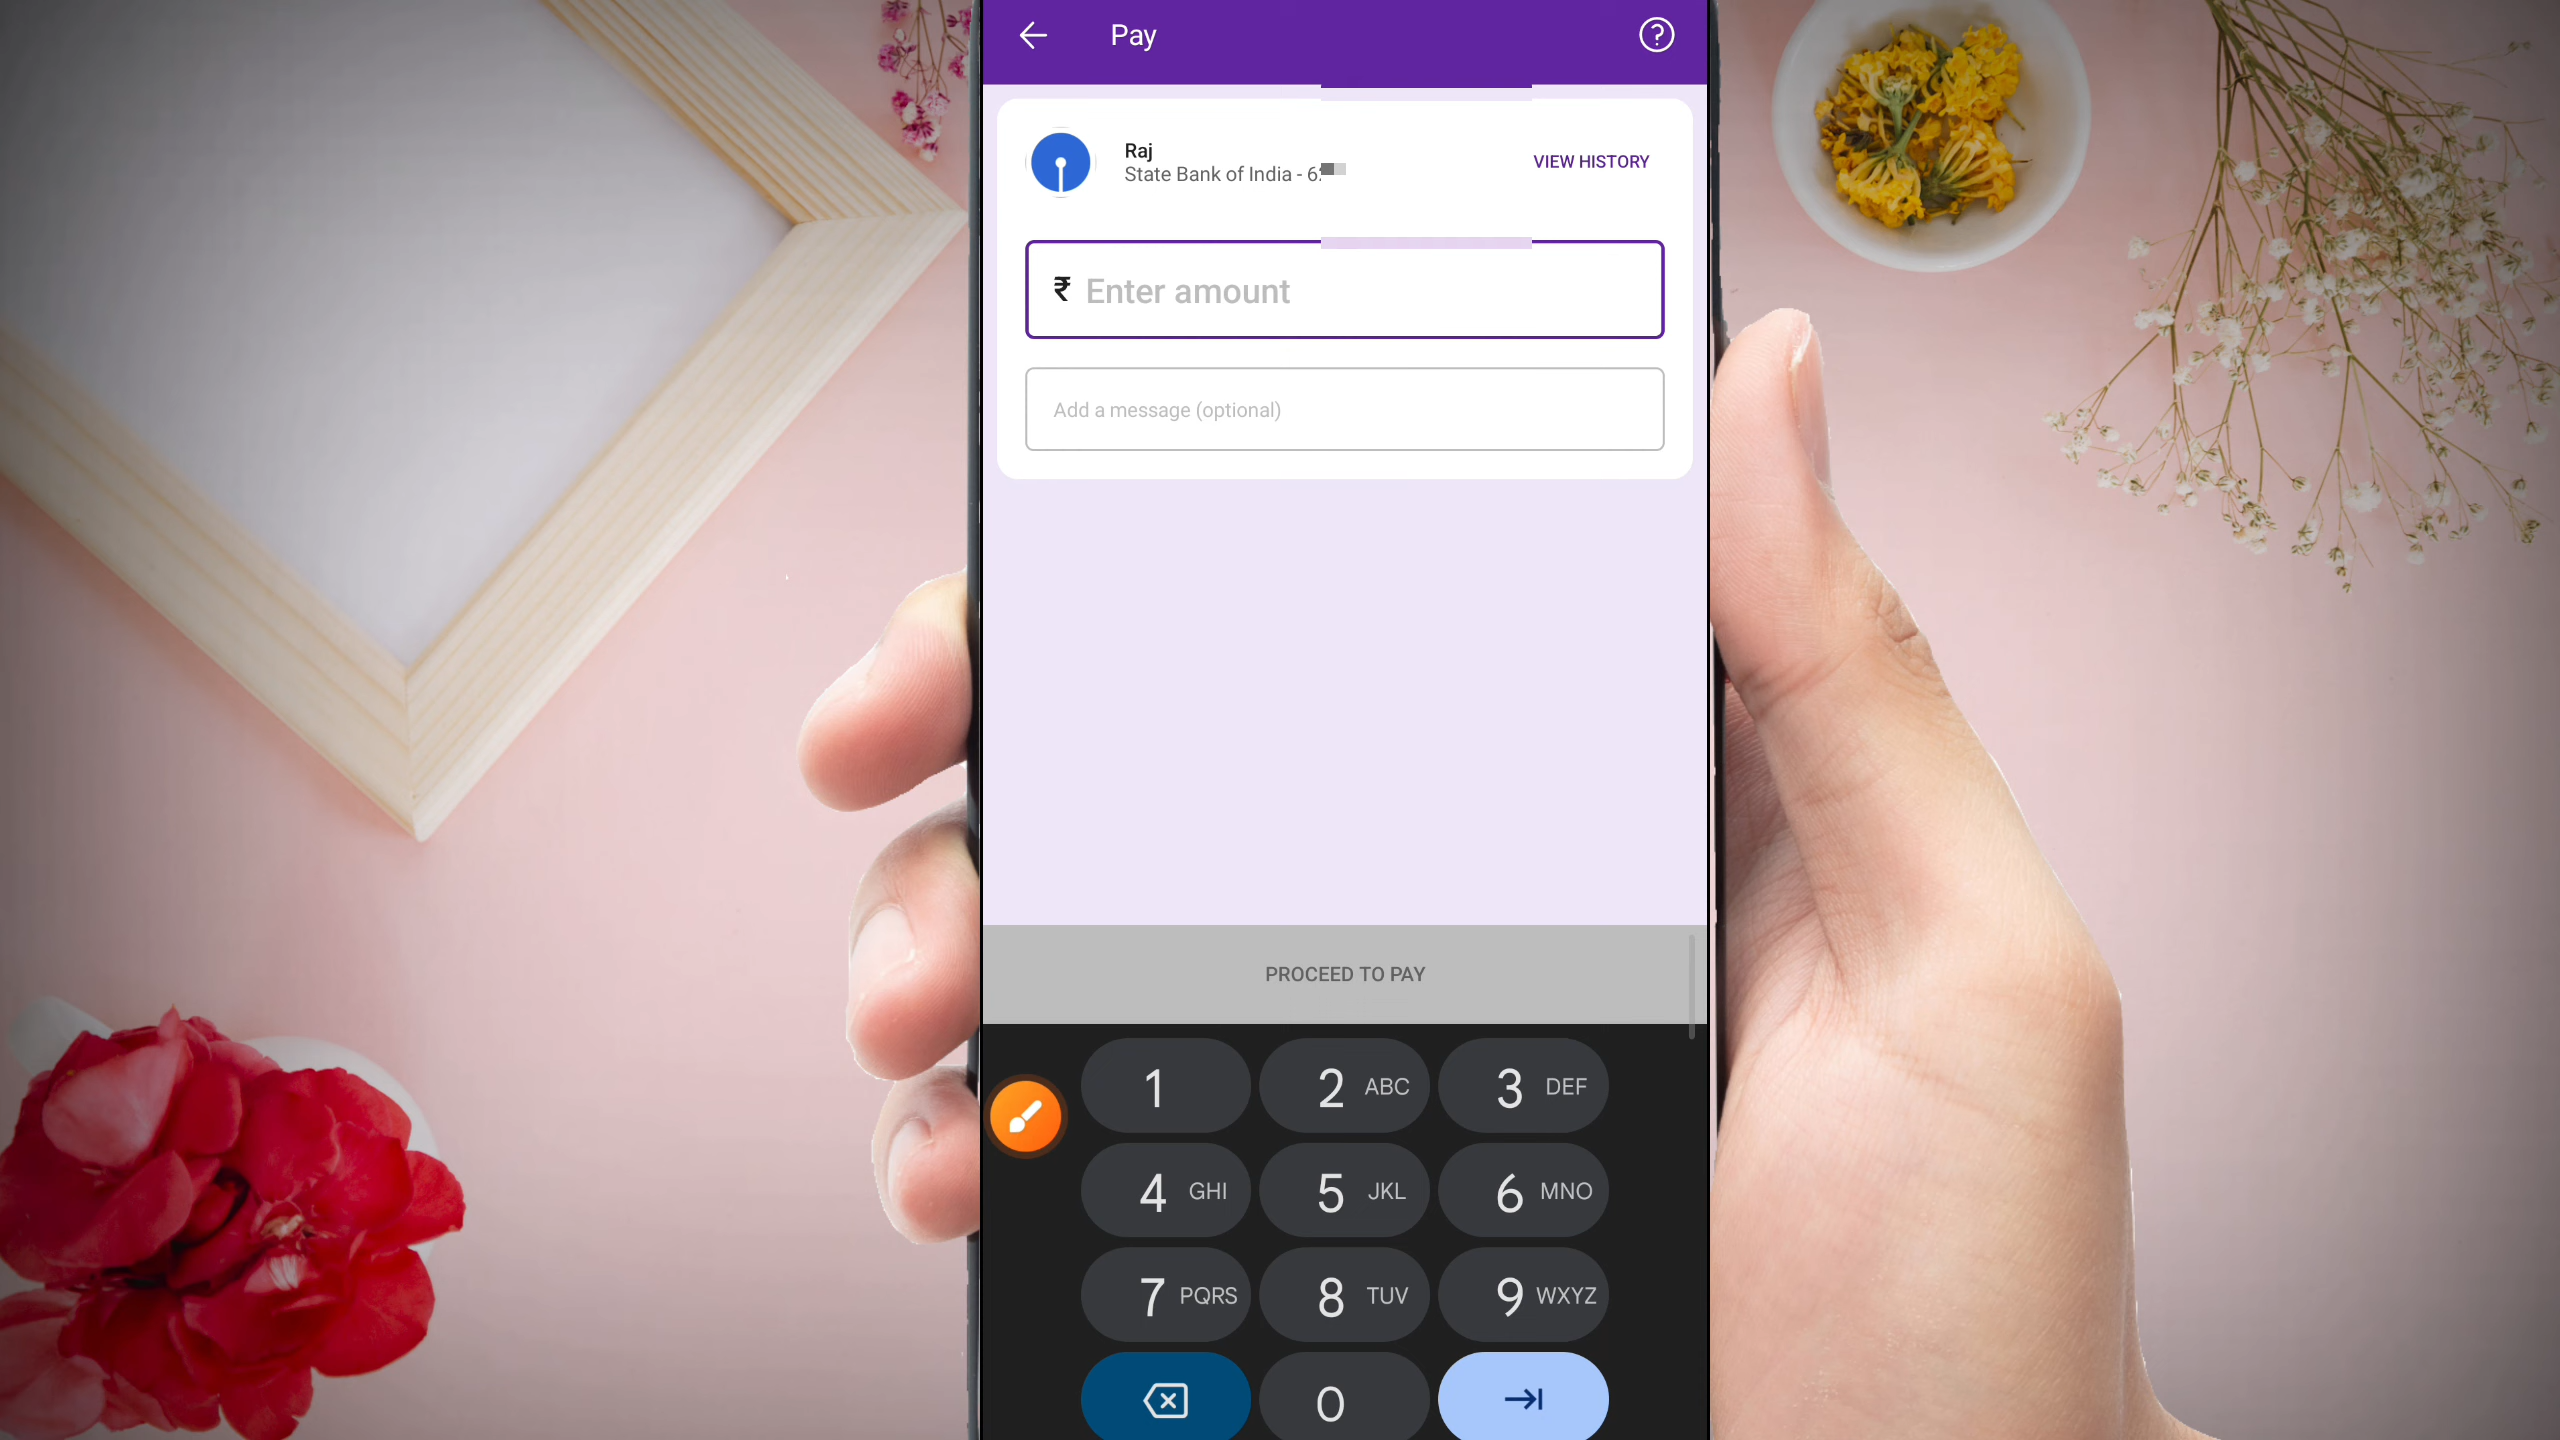 Pay
Raj
State Bank of India - 6
VIEW HISTORY
₹ Enter amount
Add a message (optional)
PROCEED TO PAY
1
2 ABC
3 DEF
4 GHI
5 JKL
6 MNO
7 PQRS
8 TUV
9 WXYZ
0